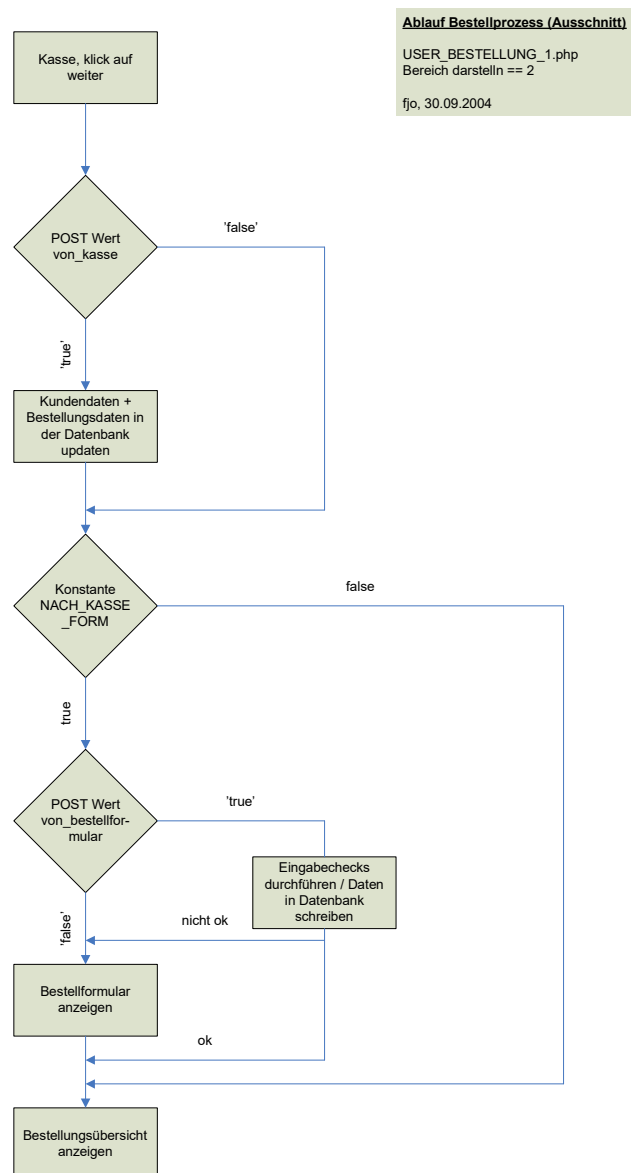 Ablauf Bestellprozess (Ausschnitt)
USER_BESTELLUNG_1.php
Bereich darstelln == 2
fjo, 30.09.2004
Kasse, klick auf
weiter
POST Wert
von_kasse
'false'
'true'
Kundendaten +
Bestellungsdaten in
der Datenbank
updaten
Konstante
NACH_KASSE
_FORM
false
true
POST Wert
von_bestellfor-
mular
'true'
Eingabechecks
durchführen / Daten
in Datenbank
schreiben
nicht ok
'false'
Bestellformular
anzeigen
ok
Bestellungsübersicht
anzeigen